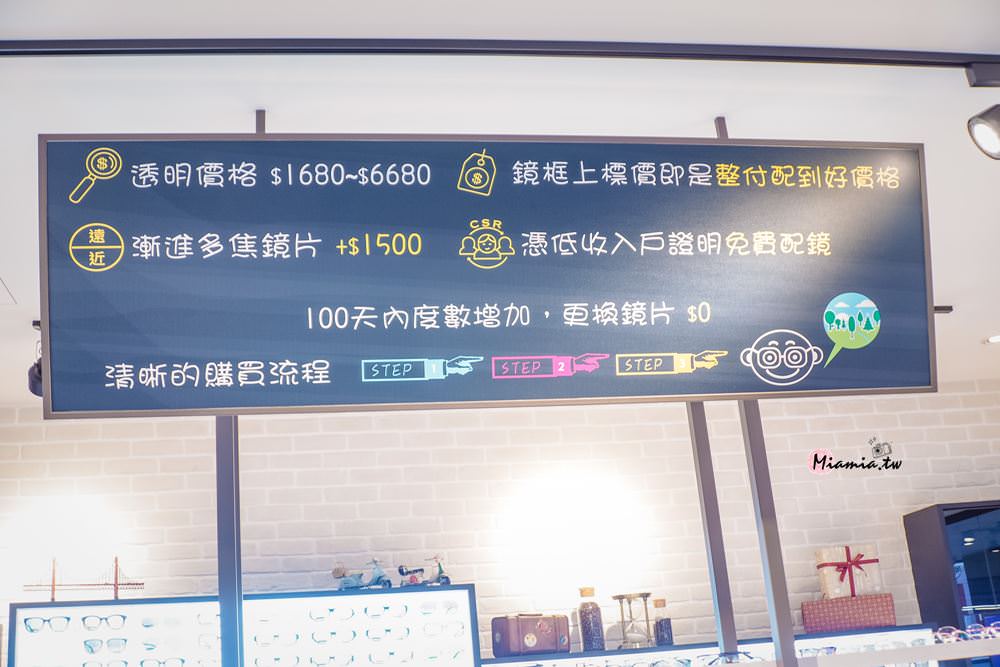 透明價格 $1680~$6680
鏡框上標價即是整付配到好價格
遠
近
漸進多焦鏡片 +$1500
CSR
憑低收入戶證明免費配鏡
100天內度數增加，更換鏡片 $0
清晰的購買流程
STEP 1
STEP 2
STEP 3
Miamia.tw